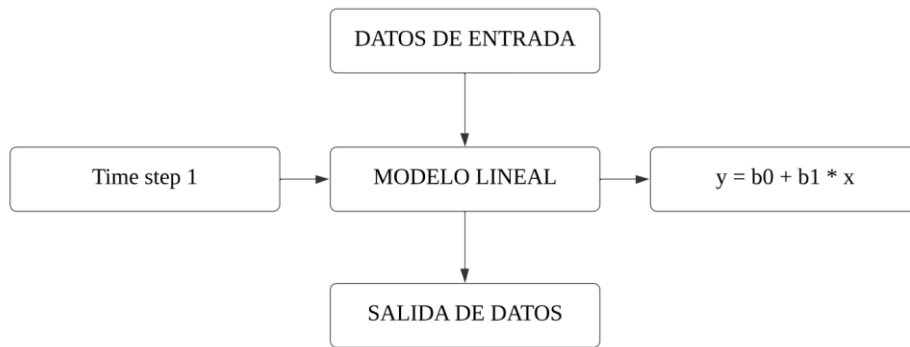 DATOS DE ENTRADA
Time step 1
MODELO LINEAL
y = b0 + b1 * x
SALIDA DE DATOS